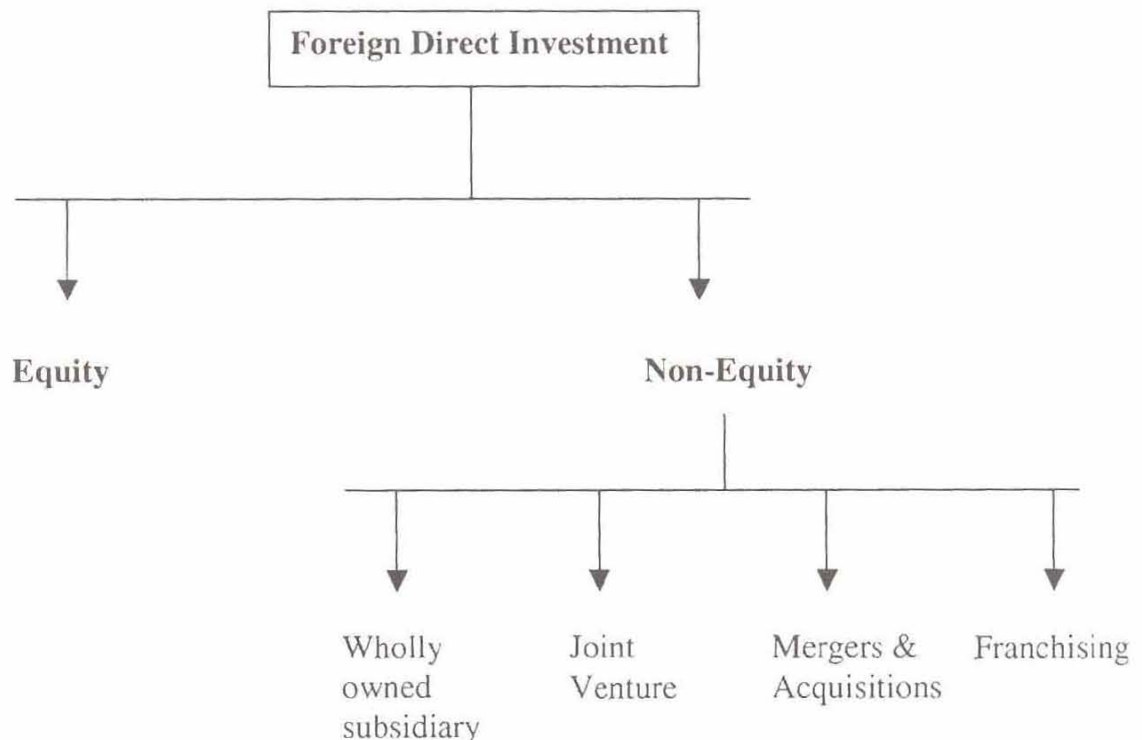 Foreign Direct Investment
Equity
Non-Equity
Wholly
owned
subsidiary
Joint
Venture
Mergers &
Acquisitions
Franchising